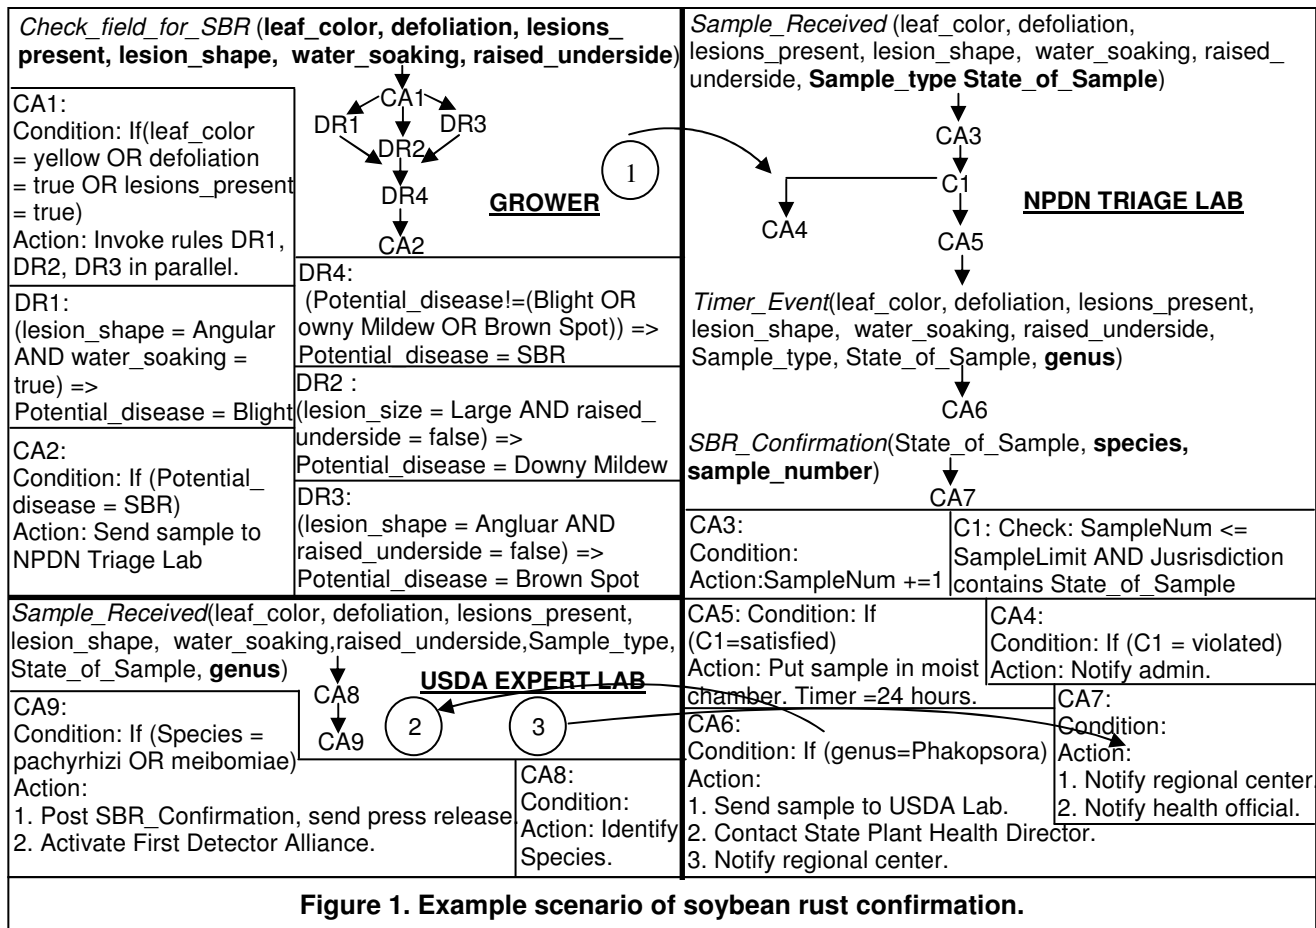 Check_field_for_SBR (leaf_color, defoliation, lesions_
present, lesion_shape, water_soaking, raised_underside)
CA1
DR1
DR3
DR2
DR4
CA2
GROWER
1
CA1:
Condition: If(leaf_color
= yellow OR defoliation
= true OR lesions_present
= true)
Action: Invoke rules DR1,
DR2, DR3 in parallel.
DR1:
(lesion_shape = Angular
AND water_soaking =
true) =>
Potential_disease = Blight
CA2:
Condition: If (Potential_
disease = SBR)
Action: Send sample to
NPDN Triage Lab
DR4:
(Potential_disease!=(Blight OR
owny Mildew OR Brown Spot)) =>
Potential_disease = SBR
DR2 :
(lesion_size = Large AND raised_
underside = false) =>
Potential_disease = Downy Mildew
DR3:
(lesion_shape = Angluar AND
raised_underside = false) =>
Potential_disease = Brown Spot
Sample_Received (leaf_color, defoliation,
lesions_present, lesion_shape, water_soaking, raised_
underside, Sample_type State_of_Sample)
CA3
C1
NPDN TRIAGE LAB
CA4
CA5
Timer_Event(leaf_color, defoliation, lesions_present,
lesion_shape, water_soaking, raised_underside,
Sample_type, State_of_Sample, genus)
CA6
SBR_Confirmation(State_of_Sample, species,
sample_number)
CA7
CA3:
Condition:
Action:SampleNum +=1
C1: Check: SampleNum <=
SampleLimit AND Jusrisdiction
contains State_of_Sample
CA5: Condition: If
(C1=satisfied)
Action: Put sample in moist
chamber. Timer =24 hours.
CA4:
Condition: If (C1 = violated)
Action: Notify admin.
CA6:
Condition: If (genus=Phakopsora)
Action:
1. Send sample to USDA Lab.
2. Contact State Plant Health Director.
3. Notify regional center.
CA7:
Condition:
Action:
1. Notify regional center.
2. Notify health official.
Sample_Received(leaf_color, defoliation, lesions_present,
lesion_shape, water_soaking,raised_underside,Sample_type,
State_of_Sample, genus)
USDA EXPERT LAB
CA8
CA9
2
3
CA9:
Condition: If (Species =
pachyrhizi OR meibomiae)
Action:
1. Post SBR_Confirmation, send press release.
2. Activate First Detector Alliance.
CA8:
Condition:
Action: Identify
Species.
Figure 1. Example scenario of soybean rust confirmation.